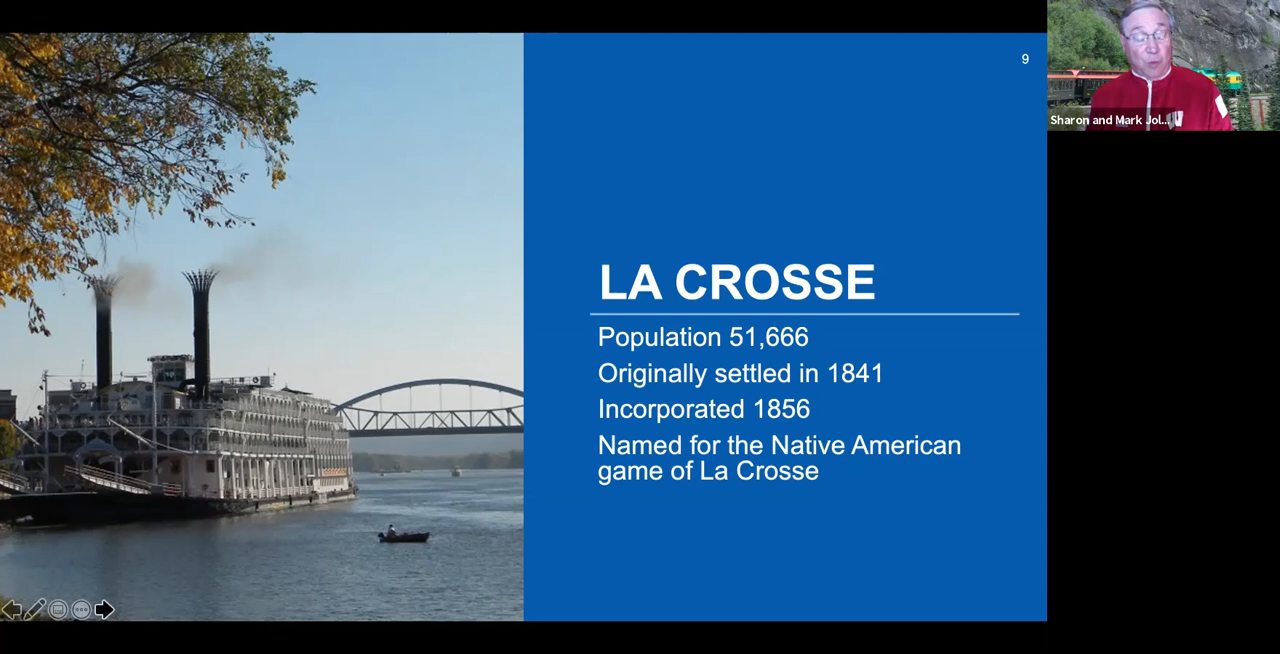 9
LA CROSSE
Population 51,666
Originally settled in 1841
Incorporated 1856
Named for the Native American
game of La Crosse
Sharon and Mark Jol...